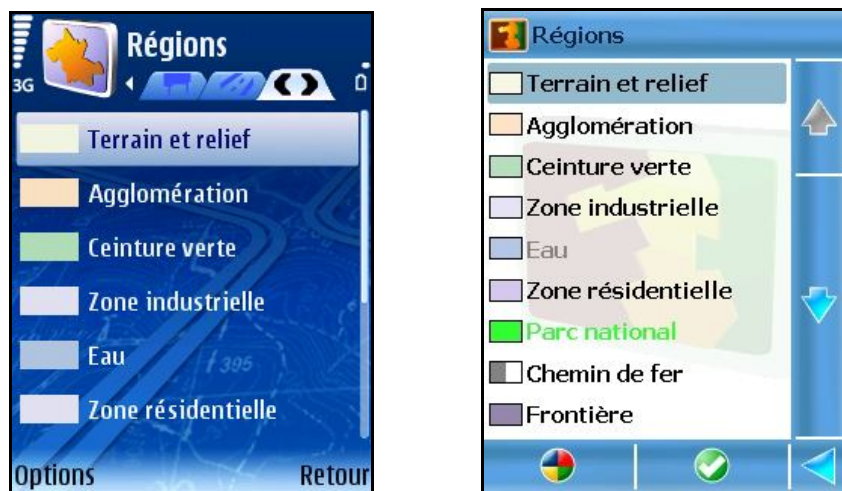 Régions
3G
Terrain et relief
Agglomération
Ceinture verte
Zone industrielle
Eau
395
Zone résidentielle
Options
Retour
Régions
Terrain et relief
Agglomération
Ceinture verte
Zone industrielle
Eau
Zone résidentielle
Parc national
Chemin de fer
Frontière